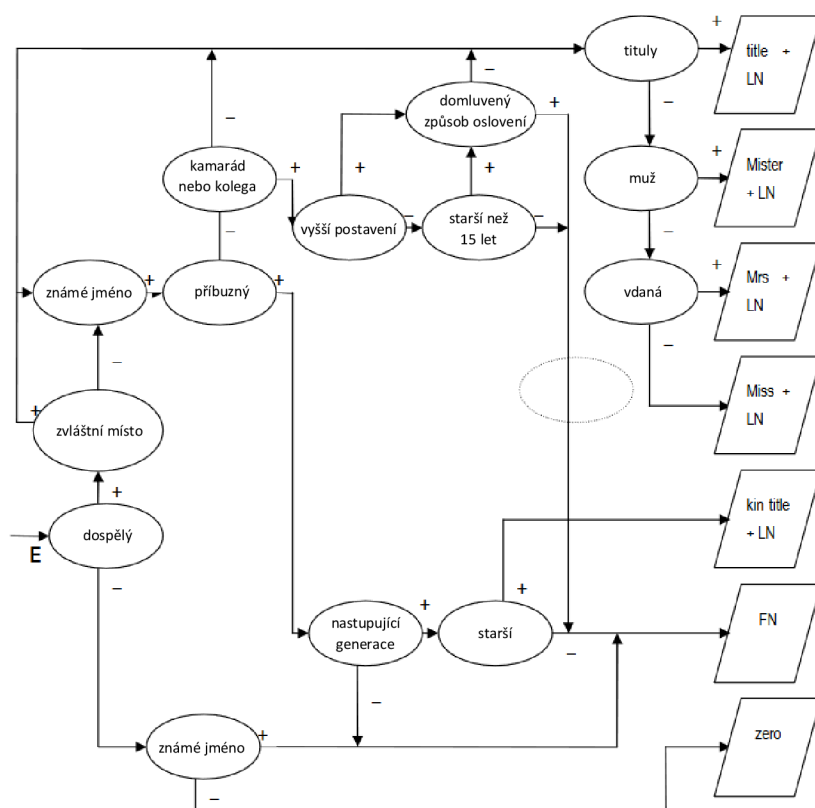 tituly
+
title +
LN
–
domluvený
způsob oslovení
+
–
–
kamarád
nebo kolega
+
+
+
muž
+
Mister
+ LN
vyšší postavení
–
starší než
15 let
–
–
–
známé jméno
+
příbuzný
+
vdaná
+
Mrs +
LN
–
–
Miss +
LN
+
zvláštní místo
+
kin title
+ LN
dospělý
E
–
nastupující
generace
+
starší
+
–
FN
–
známé jméno
+
–
zero